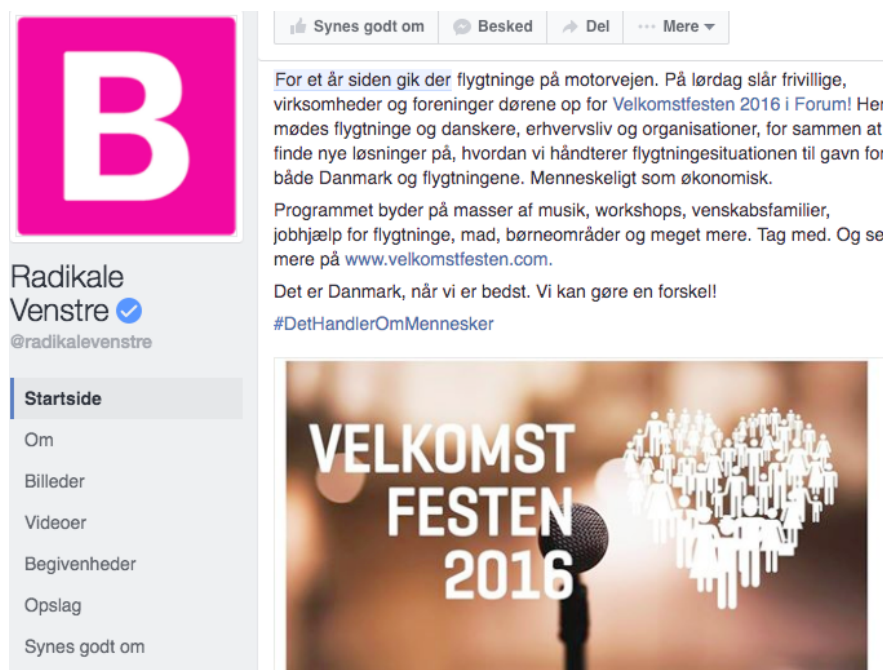 Synes godt om
Besked
Del
Mere
B
For et år siden gik der flygtninge på motorvejen. På lørdag slår frivillige,
virksomheder og foreninger dørene op for Velkomstfesten 2016 i Forum! Her
mødes flygtninge og danskere, erhvervsliv og organisationer, for sammen at
finde nye løsninger på, hvordan vi håndterer flygtningesituationen til gavn for
både Danmark og flygtningene. Menneskeligt som økonomisk.
Programmet byder på masser af musik, workshops, venskabsfamilier,
jobhjælp for flygtninge, mad, børneområder og meget mere. Tag med. Og se
mere på www.velkomstfesten.com.
Det er Danmark, når vi er bedst. Vi kan gøre en forskel!
#DetHandlerOmMennesker
Radikale
Venstre
@radikalevenstre
Startside
Om
Billeder
Videoer
Begivenheder
Opslag
Synes godt om
VELKOMST
FESTEN
2016